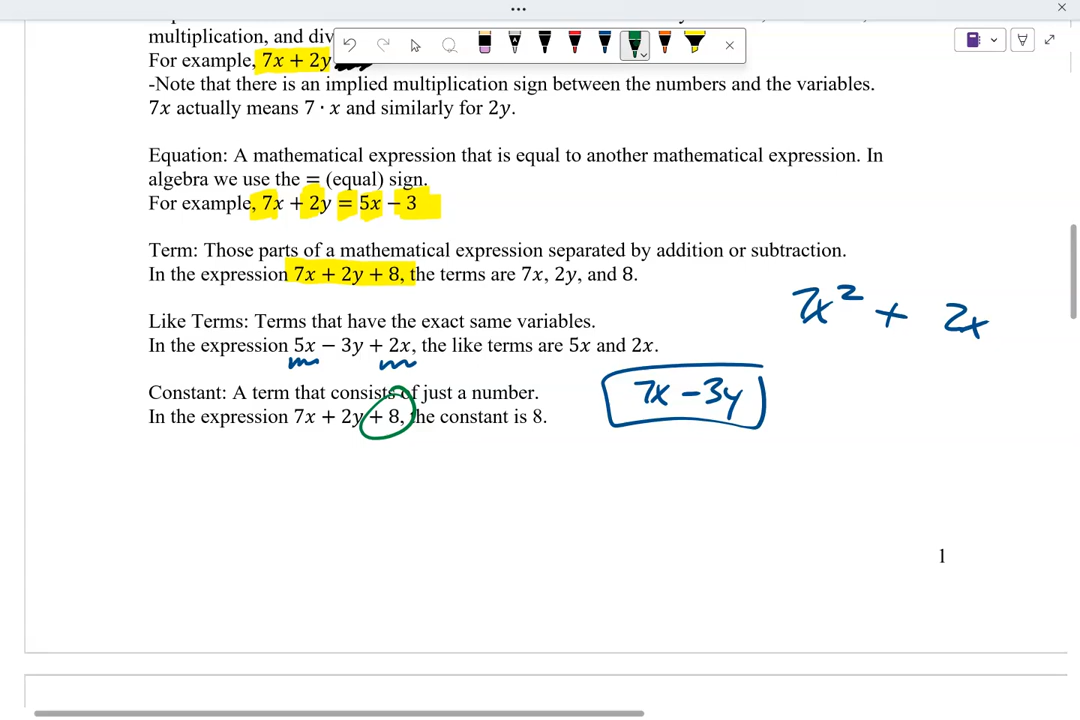 multiplication, and div
For example, 7x + 2y
-Note that there is an implied multiplication sign between the numbers and the variables.
7x actually means 7 · x and similarly for 2y.
Equation: A mathematical expression that is equal to another mathematical expression. In
algebra we use the = (equal) sign.
For example, 7x + 2y = 5x − 3
Term: Those parts of a mathematical expression separated by addition or subtraction.
In the expression 7x + 2y + 8, the terms are 7x, 2y, and 8.
7x² + 2x
Like Terms: Terms that have the exact same variables.
In the expression 5x − 3y + 2x, the like terms are 5x and 2x.
7x − 3y
Constant: A term that consists of just a number.
In the expression 7x + 2y + 8, the constant is 8.
1